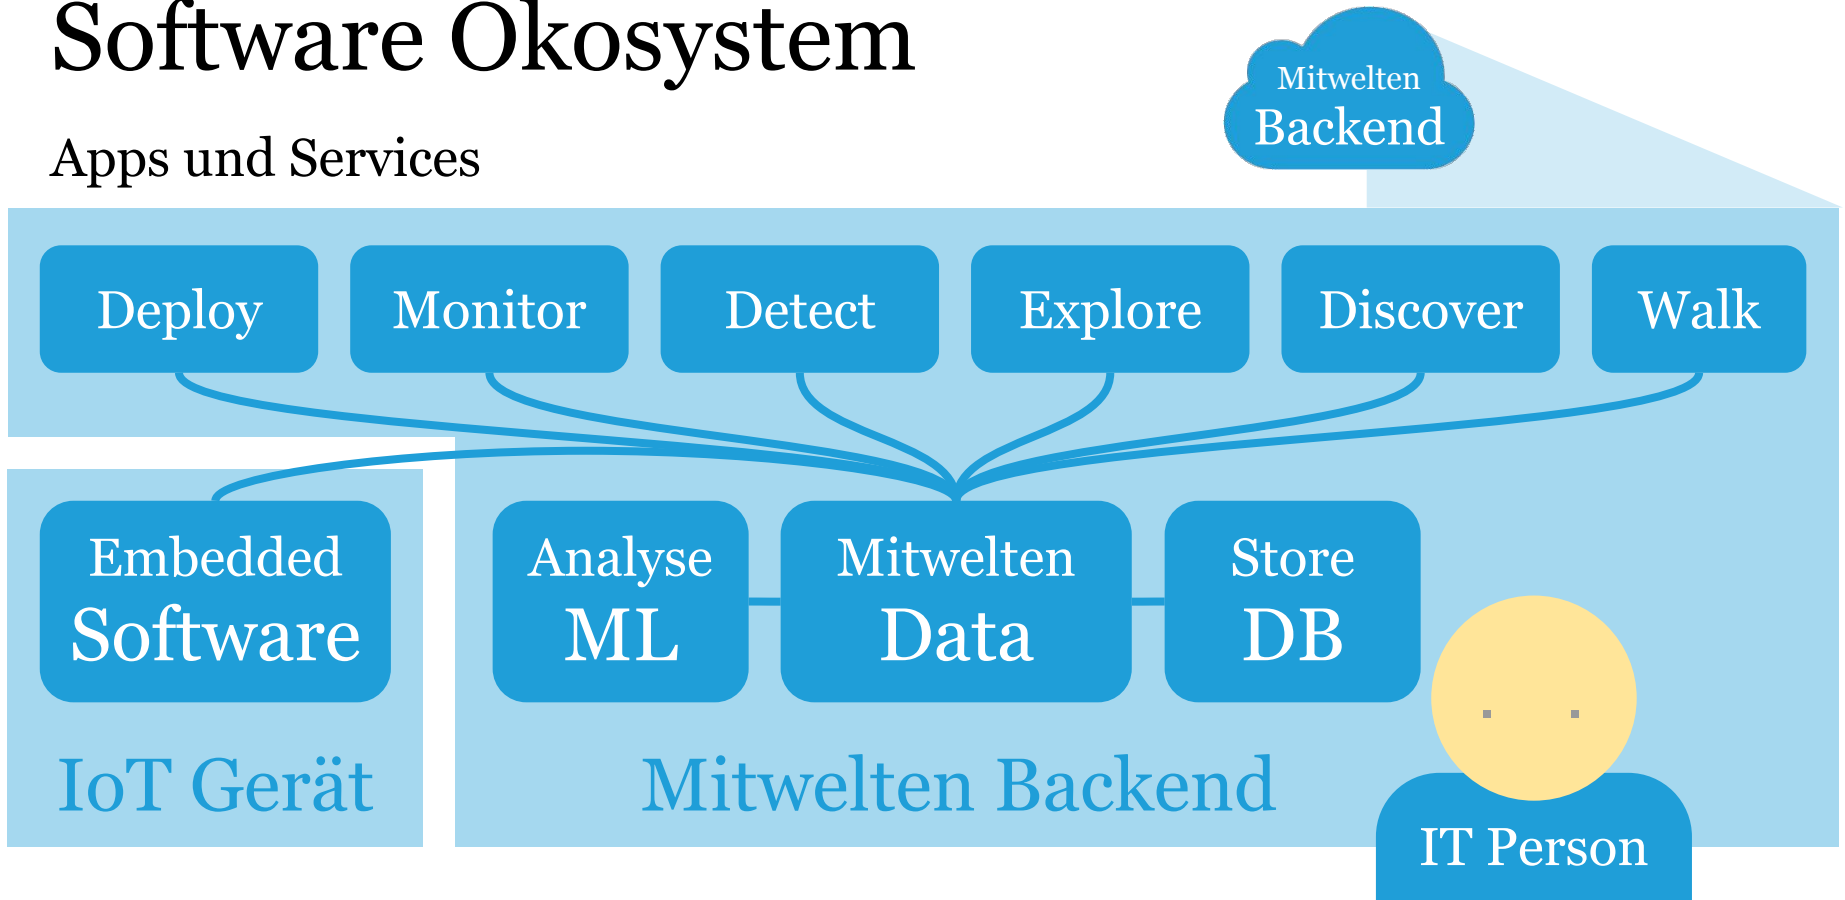 Software Okosystem
Mitwelten
Backend
Apps und Services
Deploy
Monitor
Detect
Explore
Discover
Walk
Embedded
Software
Analyse
ML
Mitwelten
Data
Store
DB
IoT Gerät
Mitwelten Backend
IT Person